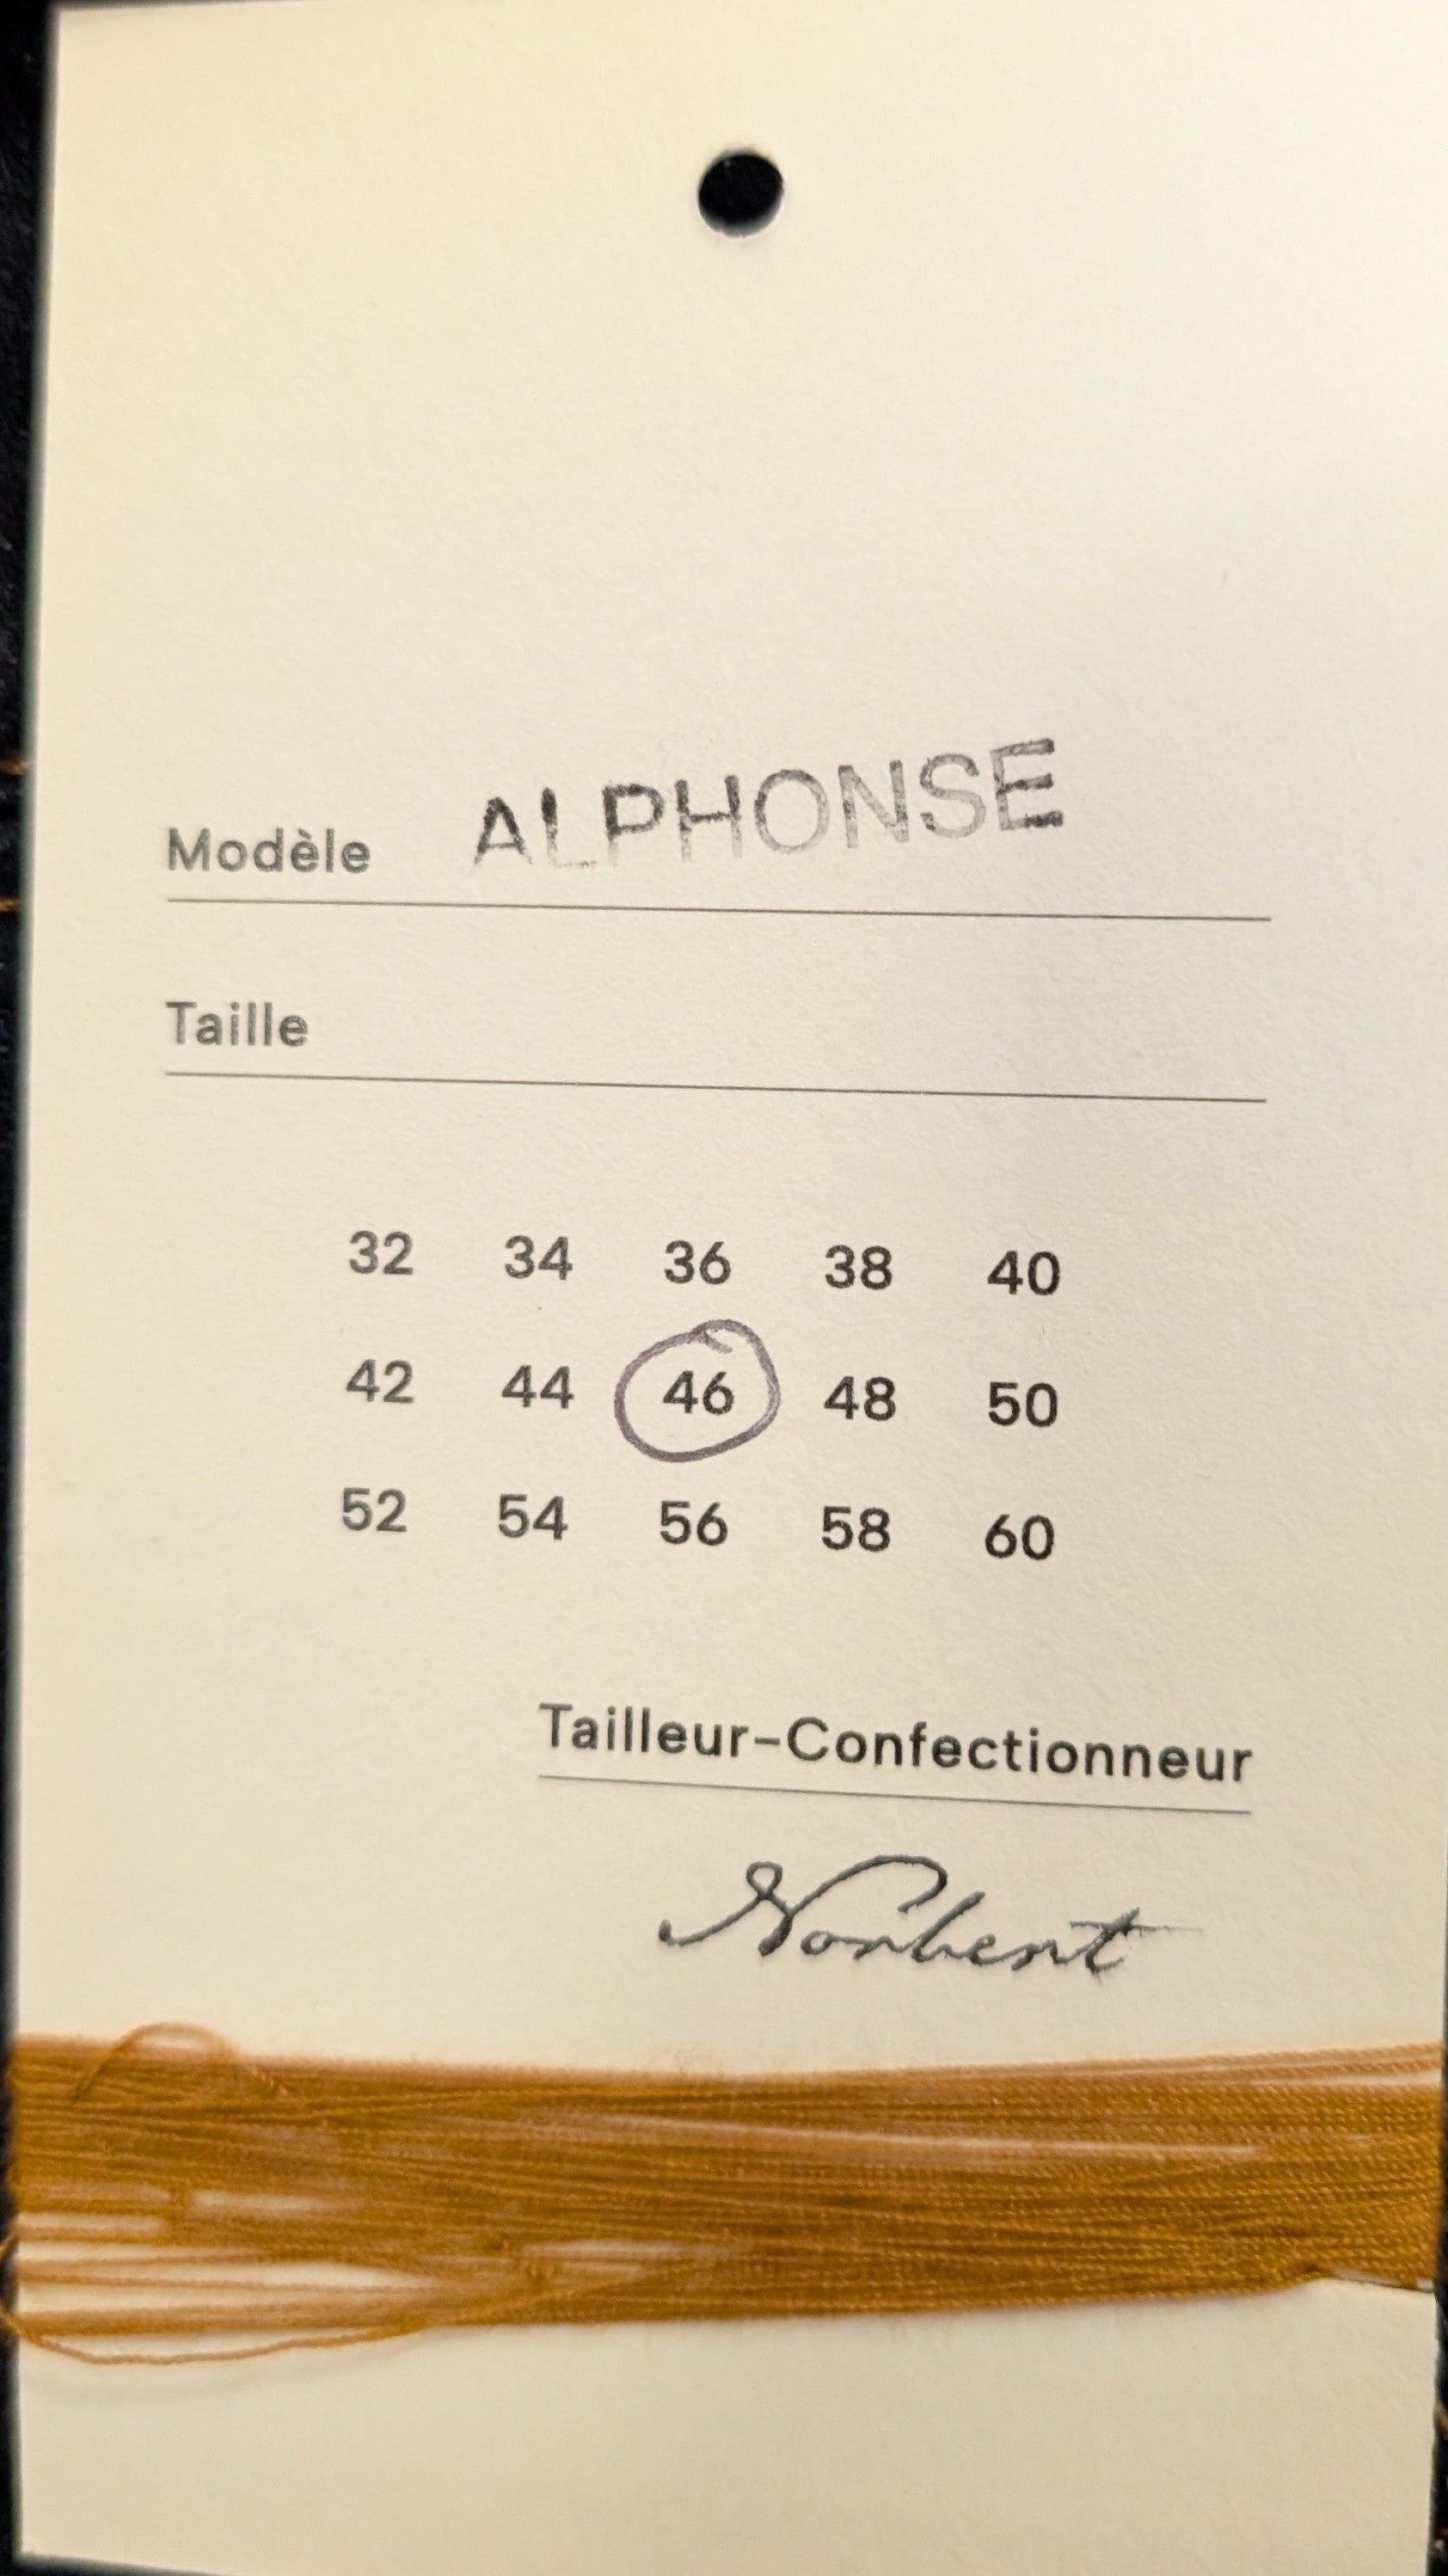 Modèle ALPHONSE
Taille
32 34 36 38 40
42 44 46 48 50
52 54 56 58 60
Tailleur-Confectionneur
Norbert